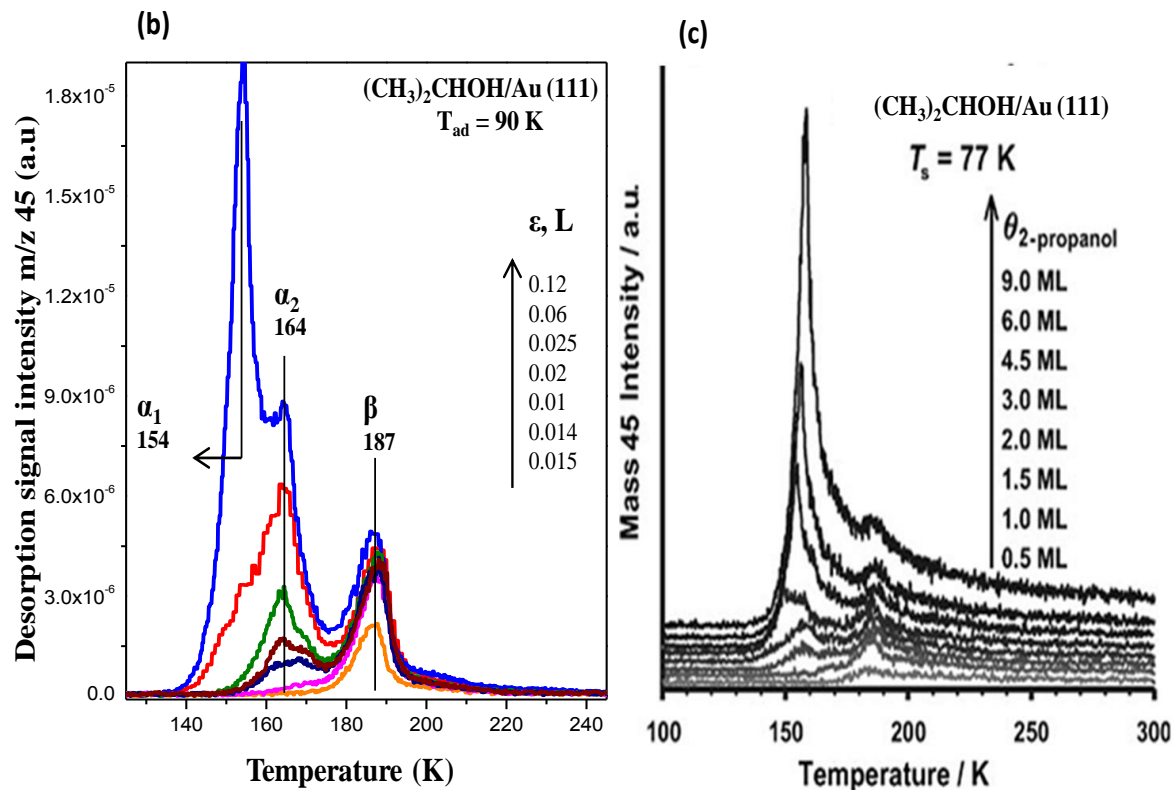 (b)
(CH3)2CHOH/Au (111)
Tad = 90 K
ε, L
0.12
0.06
0.025
0.02
0.01
0.014
0.015
α1
154
α2
164
β
187
Desorption signal intensity m/z 45 (a.u)
1.8x10-5
1.5x10-5
1.2x10-5
9.0x10-6
6.0x10-6
3.0x10-6
0.0
140 160 180 200 220 240
Temperature (K)
(c)
(CH3)2CHOH/Au (111)
Ts = 77 K
θ2-propanol
9.0 ML
6.0 ML
4.5 ML
3.0 ML
2.0 ML
1.5 ML
1.0 ML
0.5 ML
Mass 45 Intensity / a.u.
100 150 200 250 300
Temperature / K